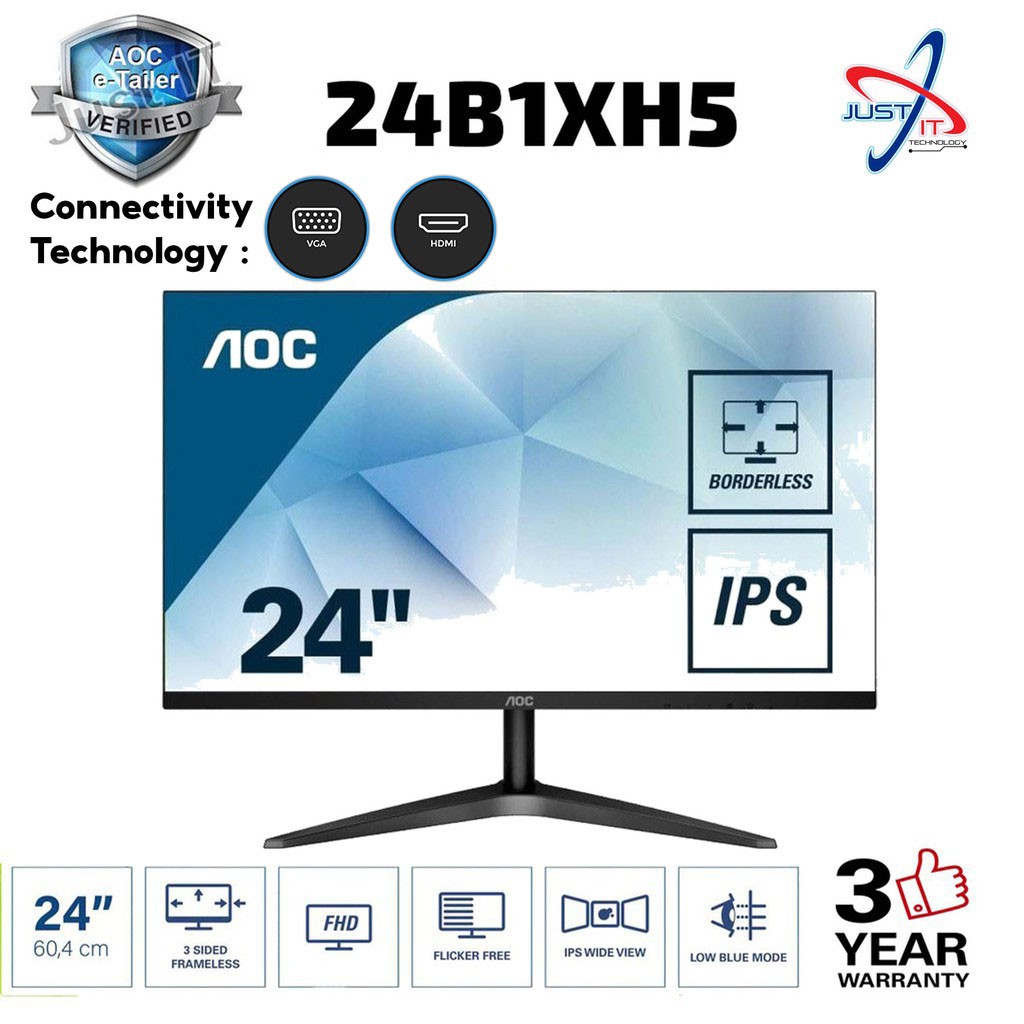 AOC
e-Tailer
VERIFIED
24B1XH5
JUST IT
TECHNOLOGY
Connectivity
Technology :
VGA
HDMI
AOC
BORDERLESS
24"
IPS
AOC
24"
60,4 cm
3 SIDED
FRAMELESS
FHD
FLICKER FREE
IPS WIDE VIEW
LOW BLUE MODE
3
YEAR
WARRANTY